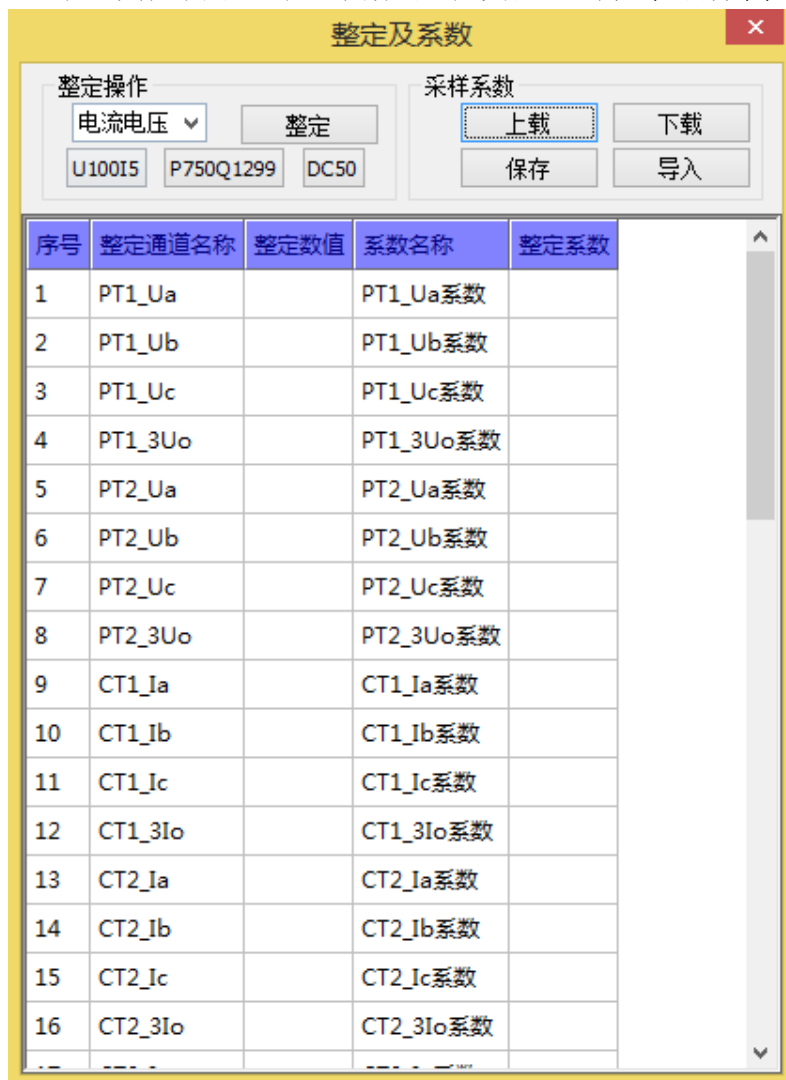 整定及系数
整定操作 采样系数
电流电压 整定 上载 下载
U100I5 P750Q1299 DC50 保存 导入
序号 整定通道名称 整定数值 系数名称 整定系数
1 PT1_Ua PT1_Ua系数
2 PT1_Ub PT1_Ub系数
3 PT1_Uc PT1_Uc系数
4 PT1_3Uo PT1_3Uo系数
5 PT2_Ua PT2_Ua系数
6 PT2_Ub PT2_Ub系数
7 PT2_Uc PT2_Uc系数
8 PT2_3Uo PT2_3Uo系数
9 CT1_Ia CT1_Ia系数
10 CT1_Ib CT1_Ib系数
11 CT1_Ic CT1_Ic系数
12 CT1_3Io CT1_3Io系数
13 CT2_Ia CT2_Ia系数
14 CT2_Ib CT2_Ib系数
15 CT2_Ic CT2_Ic系数
16 CT2_3Io CT2_3Io系数